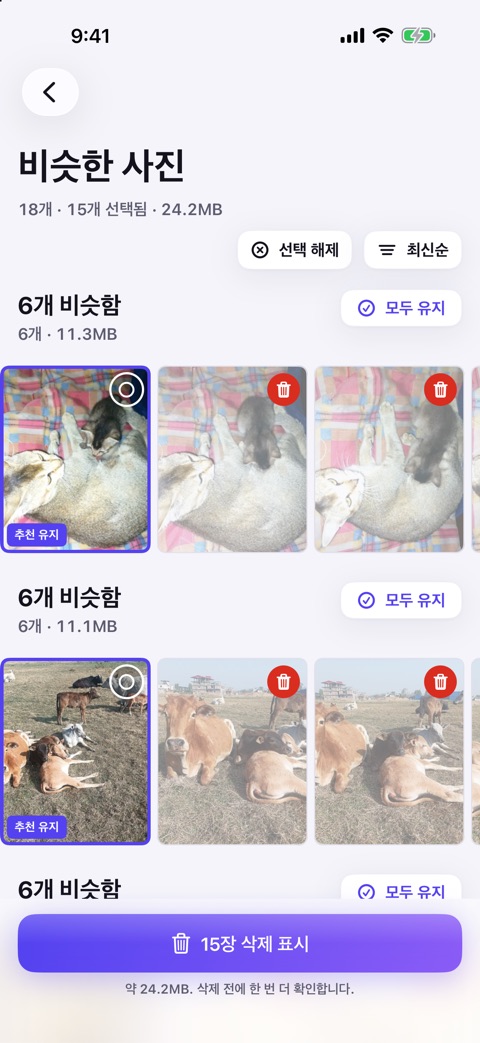 9:41
비슷한 사진
18개 · 15개 선택됨 · 24.2MB
선택 해제
최신순
6개 비슷함
모두 유지
6개 · 11.3MB
추천 유지
6개 비슷함
모두 유지
6개 · 11.1MB
추천 유지
6개 비슷함
모두 유지
15장 삭제 표시
약 24.2MB. 삭제 전에 한 번 더 확인합니다.